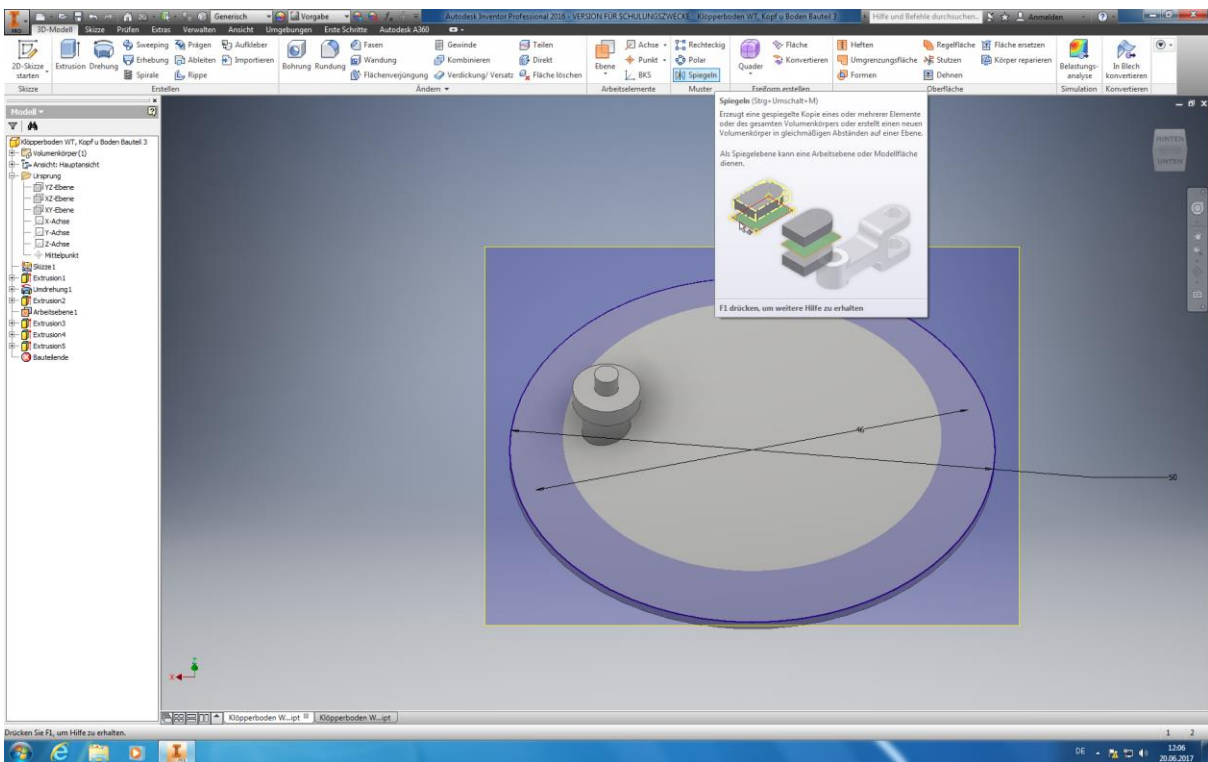 PRO
Generisch
Vorgabe
Autodesk Inventor Professional 2016 - VERSION FÜR SCHULUNGSZWECKE Klöpperboden WT, Kopf u Boden Bauteil 3
Hilfe und Befehle durchsuchen...
Anmelden
3D-Modell Skizze Prüfen Extras Verwalten Ansicht Umgebungen Erste Schritte Autodesk A360
2D-Skizze starten
Extrusion Drehung
Sweeping Prägen Aufkleber
Erhebung Ableiten Importieren
Spirale Rippe
Bohrung Rundung
Fasen Gewinde Teilen
Wandung Kombinieren Direkt
Flächenverjüngung Verdickung/ Versatz Fläche löschen
Ebene
Achse
Punkt
BKS
Rechteckig
Polar
Spiegeln
Quader
Fläche
Konvertieren
Heften Regelfläche Fläche ersetzen
Umgrenzungsfläche Stutzen Körper reparieren
Formen Dehnen
Belastungs-
analyse
In Blech
konvertieren
Skizze Erstellen Ändern Arbeitselemente Muster Freiform erstellen Oberfläche Simulation Konvertieren
Modell
Klöpperboden WT, Kopf u Boden Bauteil 3
Volumenkörper(1)
Ansicht: Hauptansicht
Ursprung
YZ-Ebene
XZ-Ebene
XY-Ebene
X-Achse
Y-Achse
Z-Achse
Mittelpunkt
Skizze1
Extrusion1
Umdrehung1
Extrusion2
Arbeitsebene1
Extrusion3
Extrusion4
Extrusion5
Bauteilende
Spiegeln (Strg+Umschalt+M)
Erzeugt eine gespiegelte Kopie eines oder mehrerer Elemente
oder des gesamten Volumenkörpers oder erstellt einen neuen
Volumenkörper in gleichmäßigen Abständen auf einer Ebene.
Als Spiegelebene kann eine Arbeitsebene oder Modellfläche
dienen.
F1 drücken, um weitere Hilfe zu erhalten
HINTEN
UNTEN
46
50
X
Klöpperboden W...ipt Klöpperboden W...ipt
Drücken Sie F1, um Hilfe zu erhalten.
1 2
DE
12:06
20.06.2017